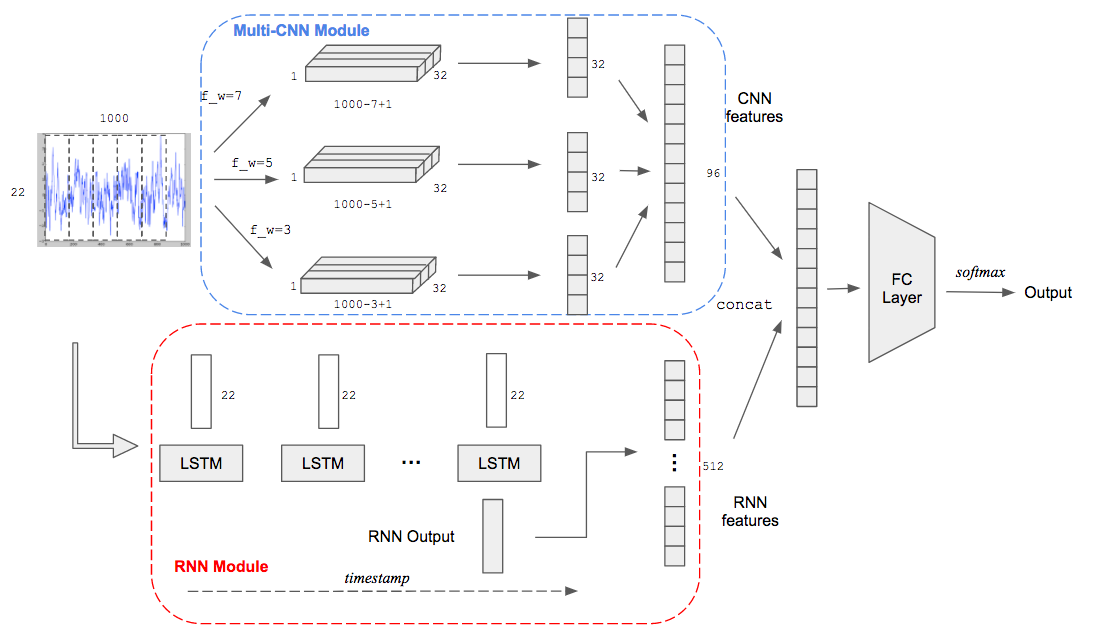 Multi-CNN Module
1
32
1000-7+1
32
f_w=7
1000
22
f_w=5
1
32
1000-5+1
32
f_w=3
1
32
1000-3+1
32
CNN
features
96
concat
FC
Layer
softmax
Output
22
22
22
LSTM
LSTM
...
LSTM
512
RNN
features
RNN Output
RNN Module
timestamp